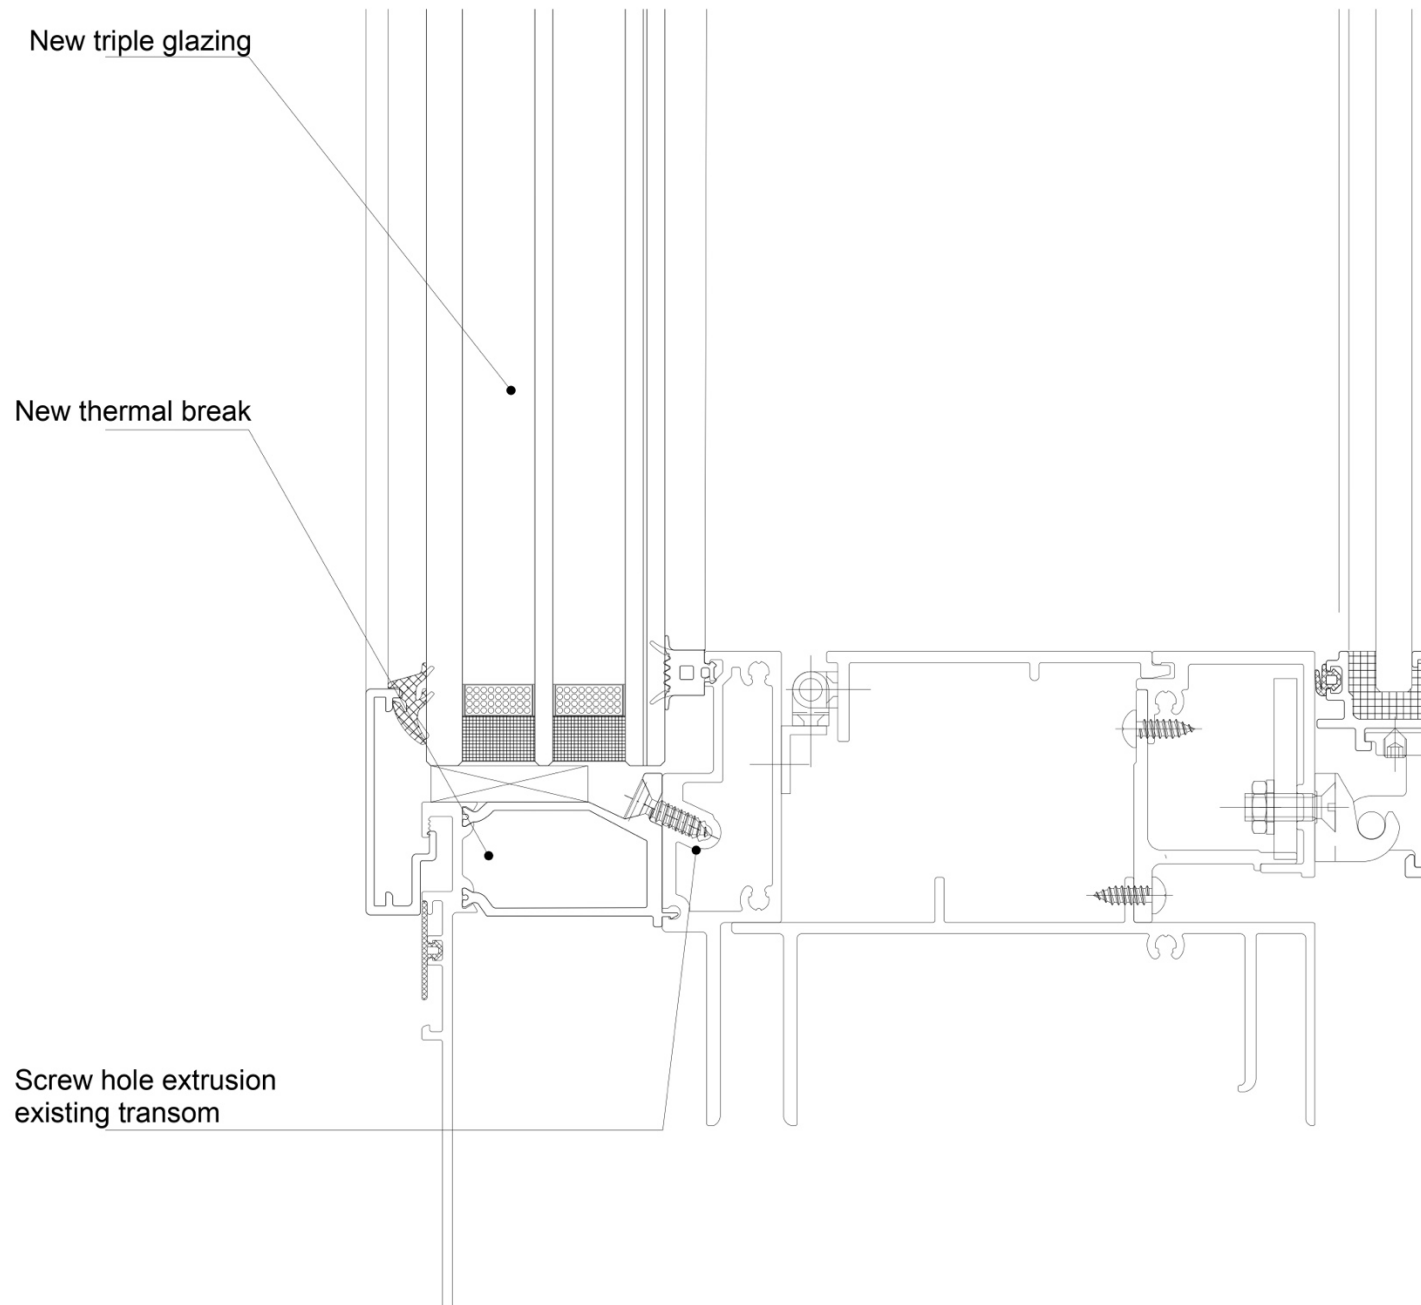 New triple glazing
New thermal break
Screw hole extrusion
existing transom